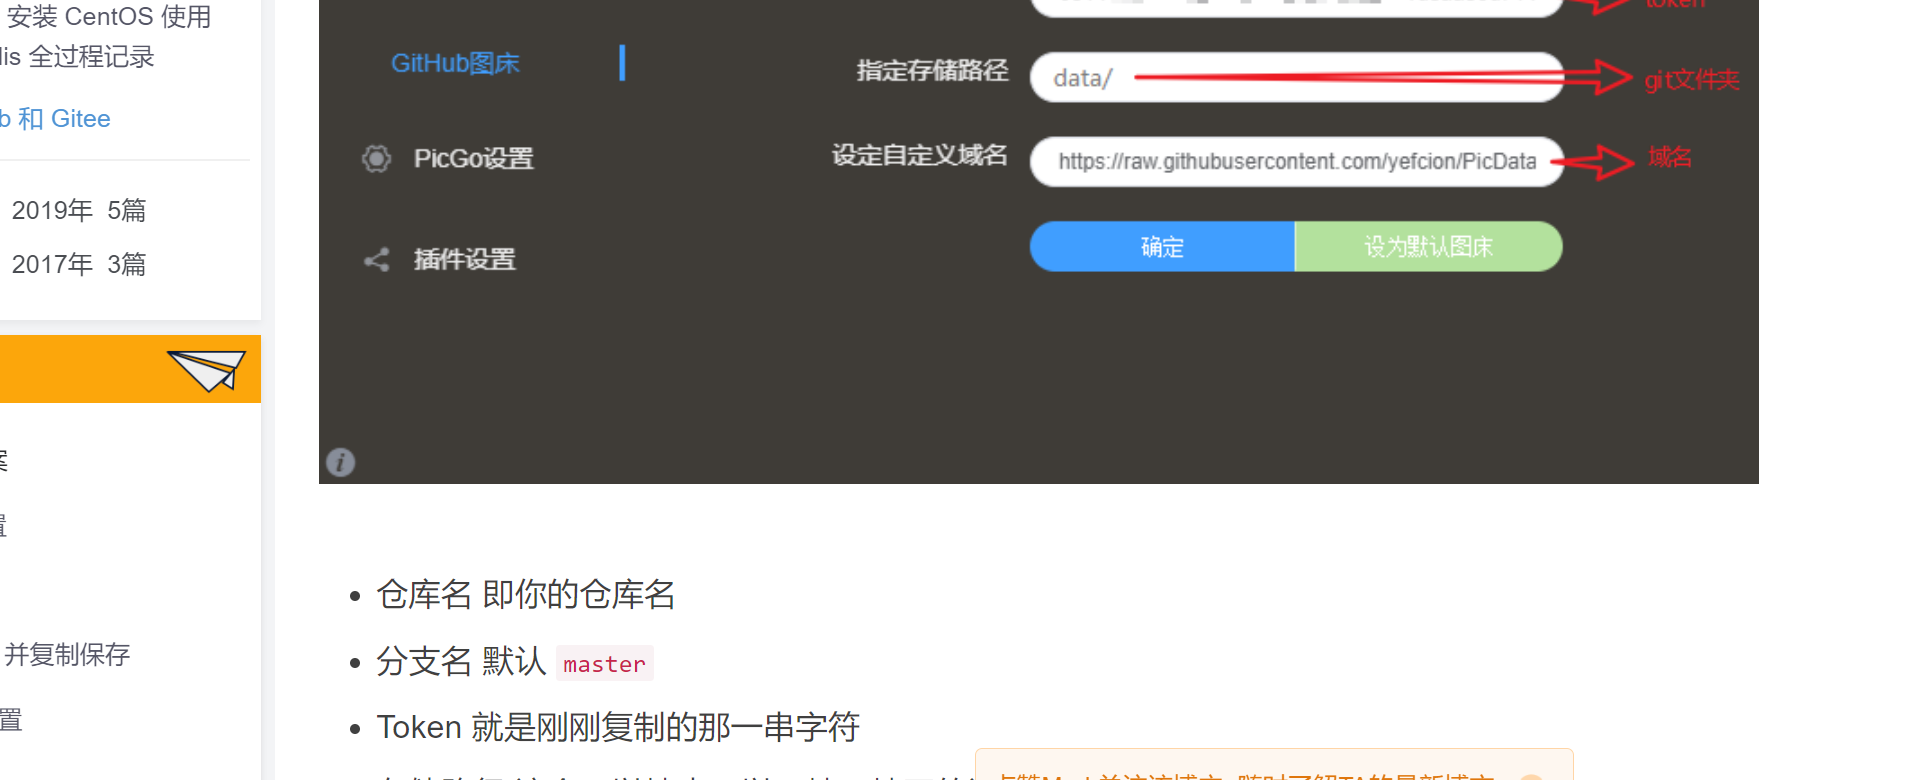 安装 CentOS 使用
lis 全过程记录
b 和 Gitee
2019年 5篇
2017年 3篇
并复制保存
置
token
GitHub图床
指定存储路径
data/
git文件夹
PicGo设置
设定自定义域名
https://raw.githubusercontent.com/yefcion/PicData
域名
确定
设为默认图床
插件设置
仓库名 即你的仓库名
分支名 默认 master
Token 就是刚刚复制的那一串字符